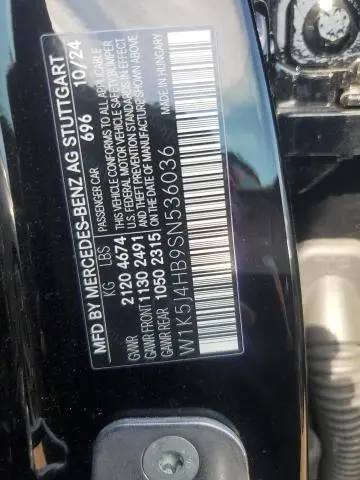 MFD BY MERCEDES-BENZ AG STUTTGART
696 10/24
PASSENGER CAR
THIS VEHICLE CONFORMS TO ALL APPLICABLE
U.S. FEDERAL MOTOR VEHICLE SAFETY, BUMPER
AND THEFT PREVENTION STANDARDS IN EFFECT
ON THE DATE OF MANUFACTURE SHOWN ABOVE.
MADE IN HUNGARY
KG LBS
GVWR 2120 4674
GAWR FRONT 1130 2491
GAWR REAR 1050 2315
W1K5J4HB9SN536036